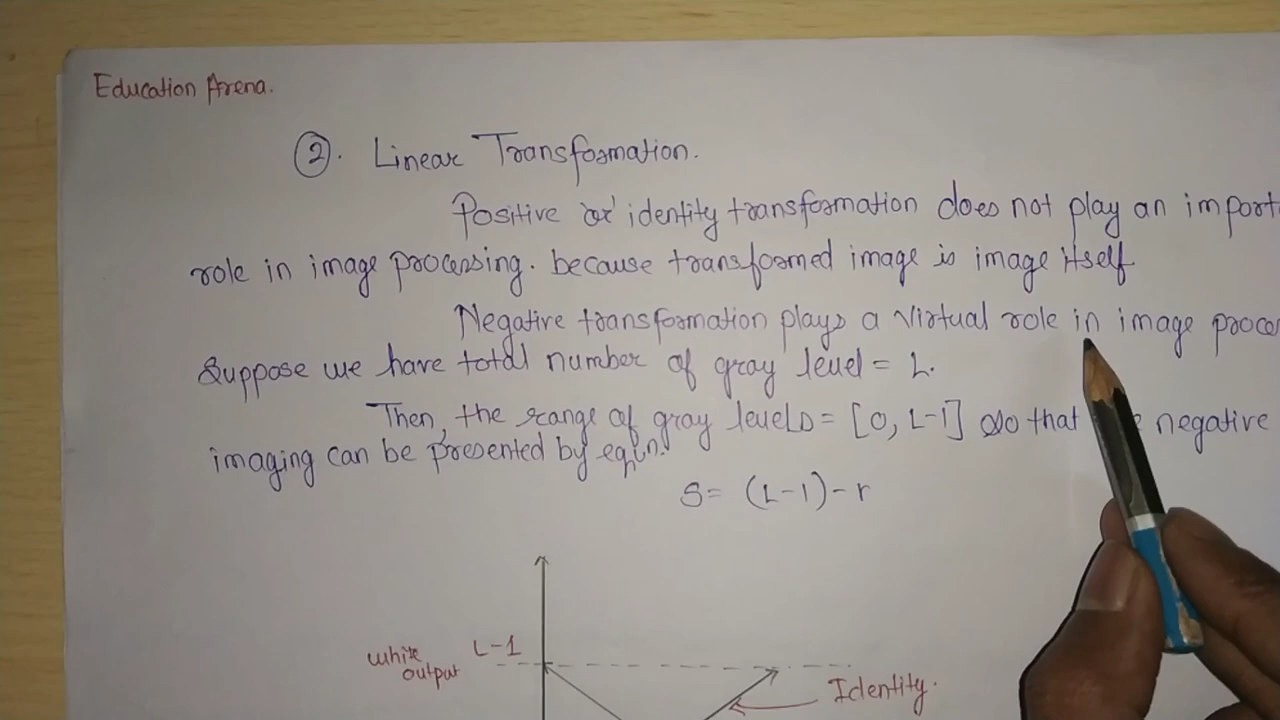 Education Arena.
②. Linear Transformation.
Positive 'or' identity transformation does not play an import
role in image processing. because transformed image is image itself
Negative transformation plays a virtual role in image proces
Suppose we have total number of gray level = L.
Then, the range of gray levels = [0, L-1] so that negative
imaging can be presented by eqn.
S = (L-1)-r
white L-1
output
Identity.